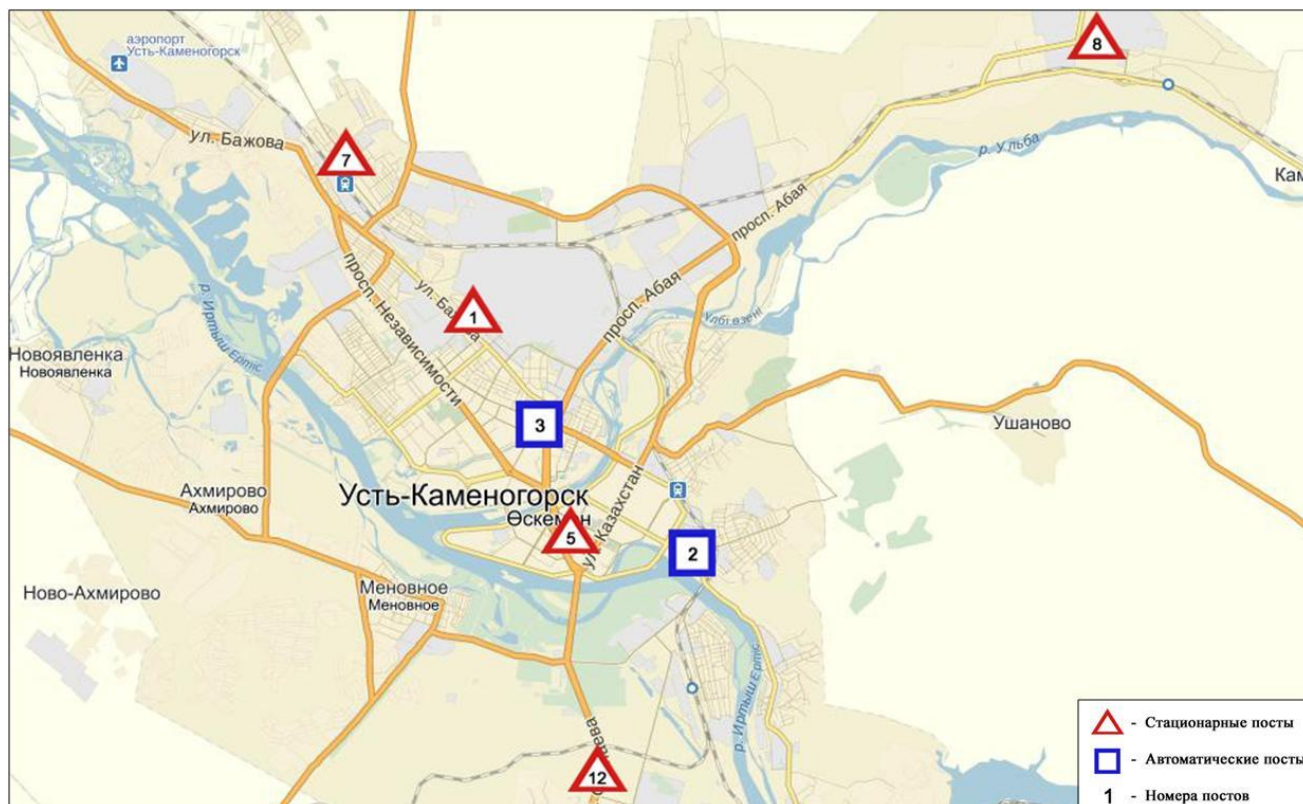 аэропорт
Усть-Каменогорск
8
ул. Бажова
7
р. Ульба
Кам
просп. Абая
просп. Независимости
ул. Ба
1
просп. Абая
Үлбі өзені
р. Иртыш Ертіс
Новоявленка
Новоявленка
3
Ушаново
Ахмирово
Ахмирово
Усть-Каменогорск
Өскемен
5
ул. Казахстан
2
Ново-Ахмирово
Меновное
Меновное
р. Иртыш Ертіс
12
- Стационарные посты
- Автоматические посты
1 - Номера постов